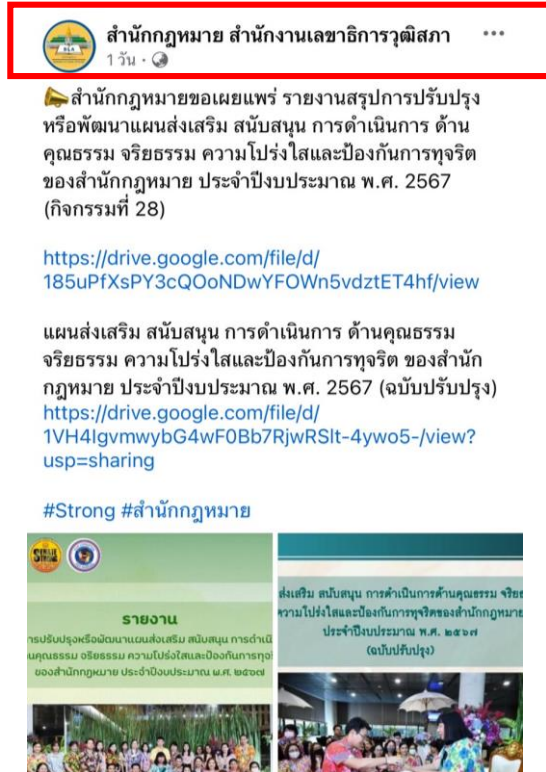 สำนักกฎหมาย สำนักงานเลขาธิการวุฒิสภา
1 วัน ·
สำนักกฎหมายขอเผยแพร่ รายงานสรุปการปรับปรุง
หรือพัฒนาแผนส่งเสริม สนับสนุน การดำเนินการ ด้าน
คุณธรรม จริยธรรม ความโปร่งใสและป้องกันการทุจริต
ของสำนักกฎหมาย ประจำปีงบประมาณ พ.ศ. 2567
(กิจกรรมที่ 28)
https://drive.google.com/file/d/
185uPfXsPY3cQOoNDwYFOWn5vdztET4hf/view
แผนส่งเสริม สนับสนุน การดำเนินการ ด้านคุณธรรม
จริยธรรม ความโปร่งใสและป้องกันการทุจริต ของสำนัก
กฎหมาย ประจำปีงบประมาณ พ.ศ. 2567 (ฉบับปรับปรุง)
https://drive.google.com/file/d/
1VH4IgvmwybG4wF0Bb7RjwRSIt-4ywo5-/view?
usp=sharing
#Strong #สำนักกฎหมาย
รายงาน
รปรับปรุงหรือพัฒนาแผนส่งเสริม สนับสนุน การดำเนิ
นคุณธรรม จริยธรรม ความโปร่งใสและป้องกันการทุจ
ของสำนักกฎหมาย ประจำปีงบประมาณ พ.ศ. ๒๕๖๗
ส่งเสริม สนับสนุน การดำเนินการด้านคุณธรรม จริย
ความโปร่งใสและป้องกันการทุจริตของสำนักกฎหมาย
ประจำปีงบประมาณ พ.ศ. ๒๕๖๗
(ฉบับปรับปรุง)